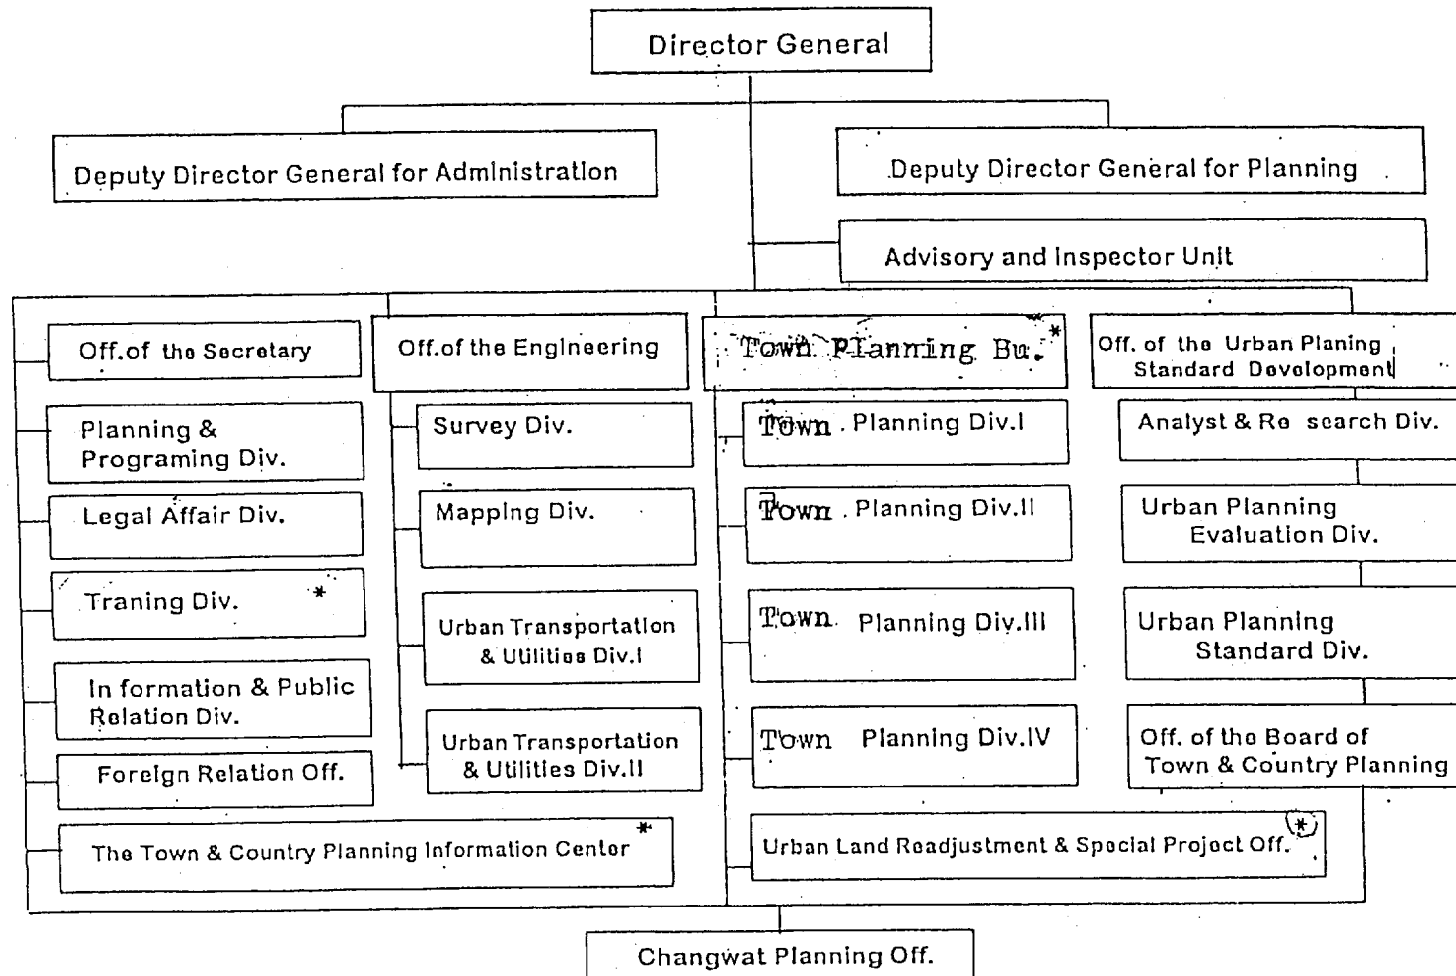 Director General
Deputy Director General for Administration
Deputy Director General for Planning
Advisory and Inspector Unit
Off.of the Secretary
Off.of the Engineering
Town Planning Bu. *
Off. of the Urban Planing
Standard Development
Planning &
Programing Div.
Survey Div.
Town. Planning Div.I
Analyst & Re search Div.
Legal Affair Div.
Mapping Div.
Town. Planning Div.II
Urban Planning
Evaluation Div.
Traning Div. *
Urban Transportation
& Utilities Div.I
Town. Planning Div.III
Urban Planning
Standard Div.
In formation & Public
Relation Div.
Urban Transportation
& Utilities Div.II
Town Planning Div.IV
Off. of the Board of
Town & Country Planning
Foreign Relation Off.
The Town & Country Planning Information Center *
Urban Land Readjustment & Special Project Off. (*)
Changwat Planning Off.